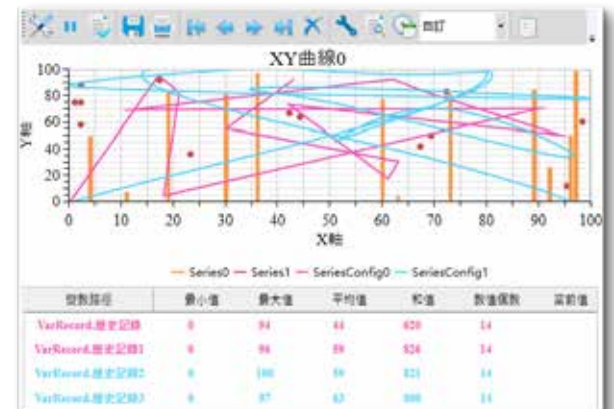 自訂
XY曲線0
100
80
60
40
20
0
Y軸
0 10 20 30 40 50 60 70 80 90 100
X軸
Series0 Series1 SeriesConfig0 SeriesConfig1
變數路徑 最小值 最大值 平均值 和值 數值個數 當前值
VarRecord.歷史記錄 0 94 44 620 14
VarRecord.歷史記錄1 0 14
VarRecord.歷史記錄2 0 100 14
VarRecord.歷史記錄3 0 14